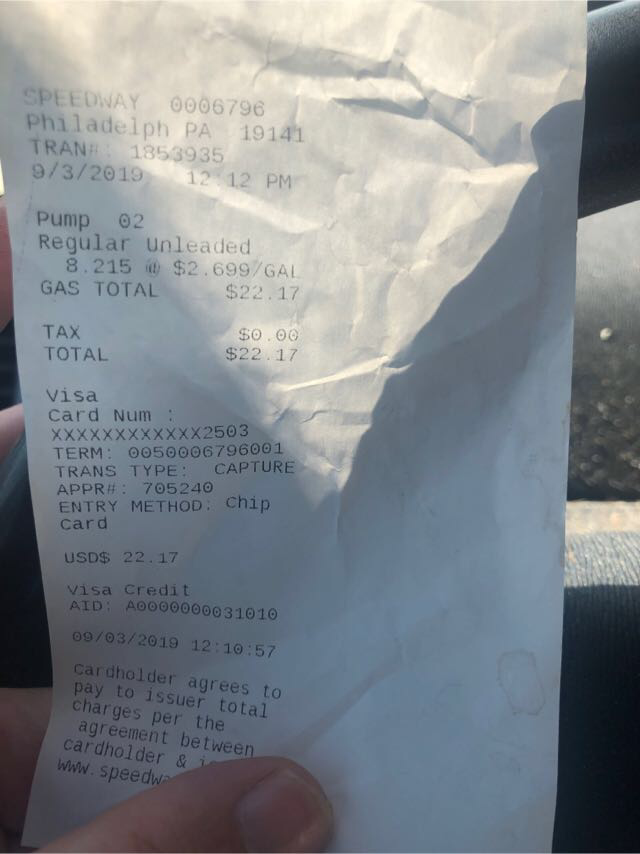 SPEEDWAY 0006796
Philadelph PA 19141
TRAN#: 1853935
9/3/2019 12:12 PM
Pump 02
Regular Unleaded
8.215 @ $2.699/GAL
GAS TOTAL $22.17
TAX $0.00
TOTAL $22.17
Visa
Card Num :
XXXXXXXXXXXX2503
TERM: 0050006796001
TRANS TYPE: CAPTURE
APPR#: 705240
ENTRY METHOD: Chip
Card
USD$ 22.17
Visa Credit
AID: A0000000031010
09/03/2019 12:10:57
Cardholder agrees to
pay to issuer total
charges per the
agreement between
cardholder &
www.speedwa